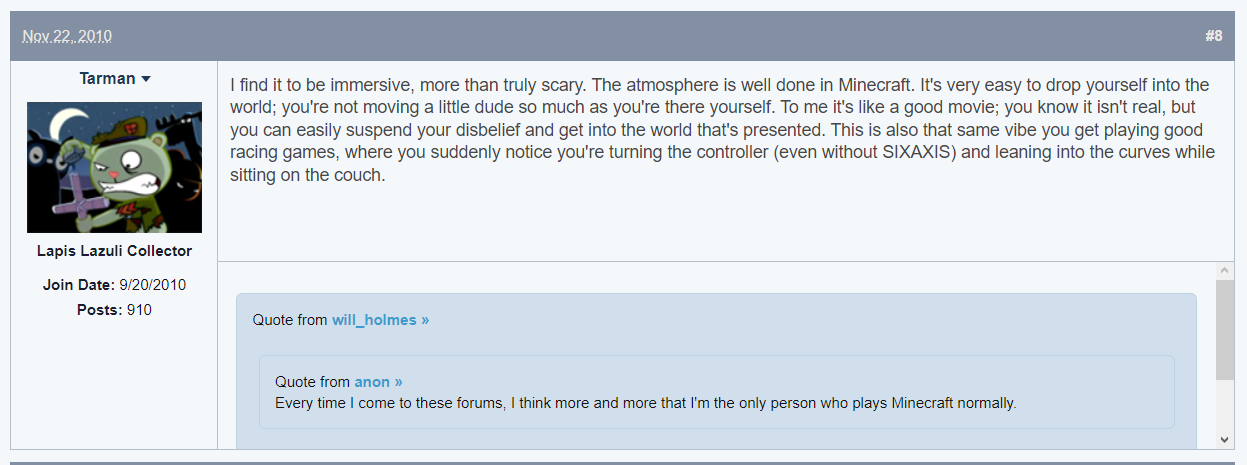 Nov 22, 2010
#8
Tarman
I find it to be immersive, more than truly scary. The atmosphere is well done in Minecraft. It's very easy to drop yourself into the
world; you're not moving a little dude so much as you're there yourself. To me it's like a good movie; you know it isn't real, but
you can easily suspend your disbelief and get into the world that's presented. This is also that same vibe you get playing good
racing games, where you suddenly notice you're turning the controller (even without SIXAXIS) and leaning into the curves while
sitting on the couch.
Lapis Lazuli Collector
Join Date: 9/20/2010
Posts: 910
Quote from will_holmes »
Quote from anon »
Every time I come to these forums, I think more and more that I'm the only person who plays Minecraft normally.